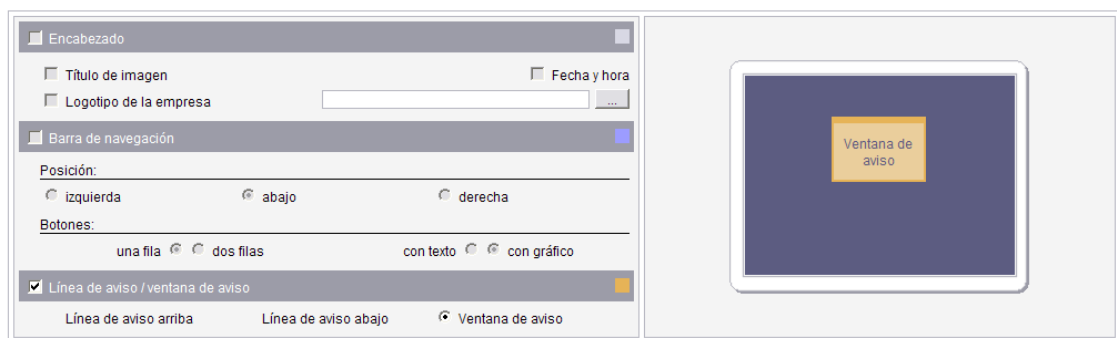 Encabezado
Título de imagen
Fecha y hora
Logotipo de la empresa
...
Barra de navegación
Posición:
izquierda
abajo
derecha
Botones:
una fila
dos filas
con texto
con gráfico
Línea de aviso / ventana de aviso
Línea de aviso arriba
Línea de aviso abajo
Ventana de aviso
Ventana de
aviso